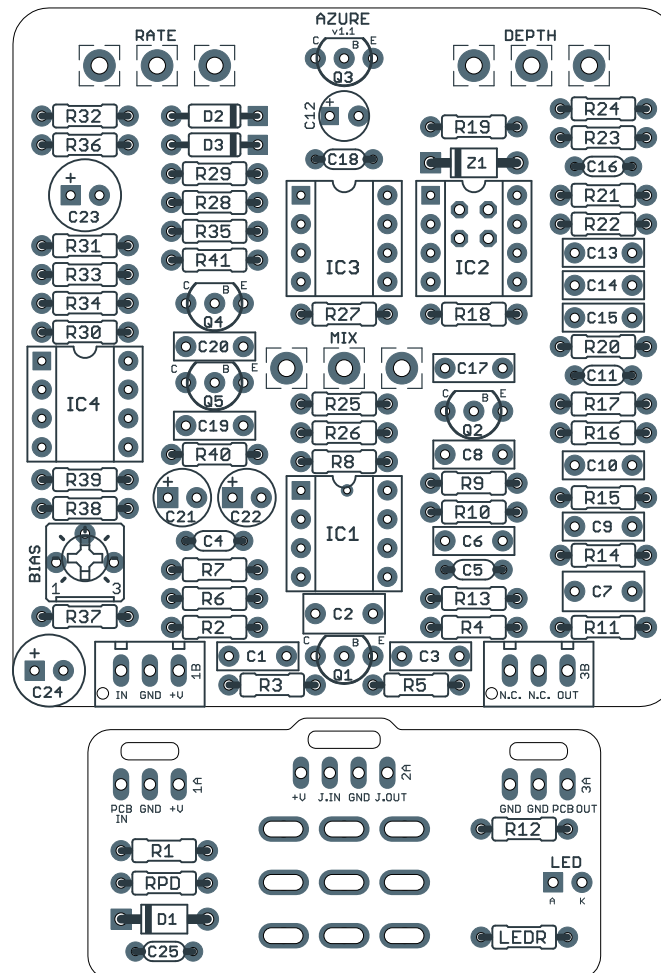 AZURE
v1.1
RATE
DEPTH
C B E
Q3
R32
D2
C12
R24
R36
D3
R19
R23
+
C23
R29
C18
Z1
C16
R28
R21
R35
R22
R31
R41
IC3
IC2
C13
R33
C14
R34
C B E
Q4
R27
R18
C15
R30
C20
MIX
R20
IC4
C B E
Q5
C17
C11
R25
C B E
Q2
R17
C19
R26
R16
R40
R8
C8
C10
R39
R9
R38
+
C21
+
C22
R15
R10
BIAS
1 3
C4
IC1
C6
C9
R7
C5
R14
R6
R13
C7
R37
R2
C2
R4
R11
+
C24
IN GND +V
1B
C1
C B E
Q1
C3
N.C. N.C. OUT
3B
R3
R5
1A
PCB IN GND +V
2A
+V J.IN GND J.OUT
3A
GND GND PCB OUT
R1
R12
RPD
LED
A K
D1
C25
LEDR